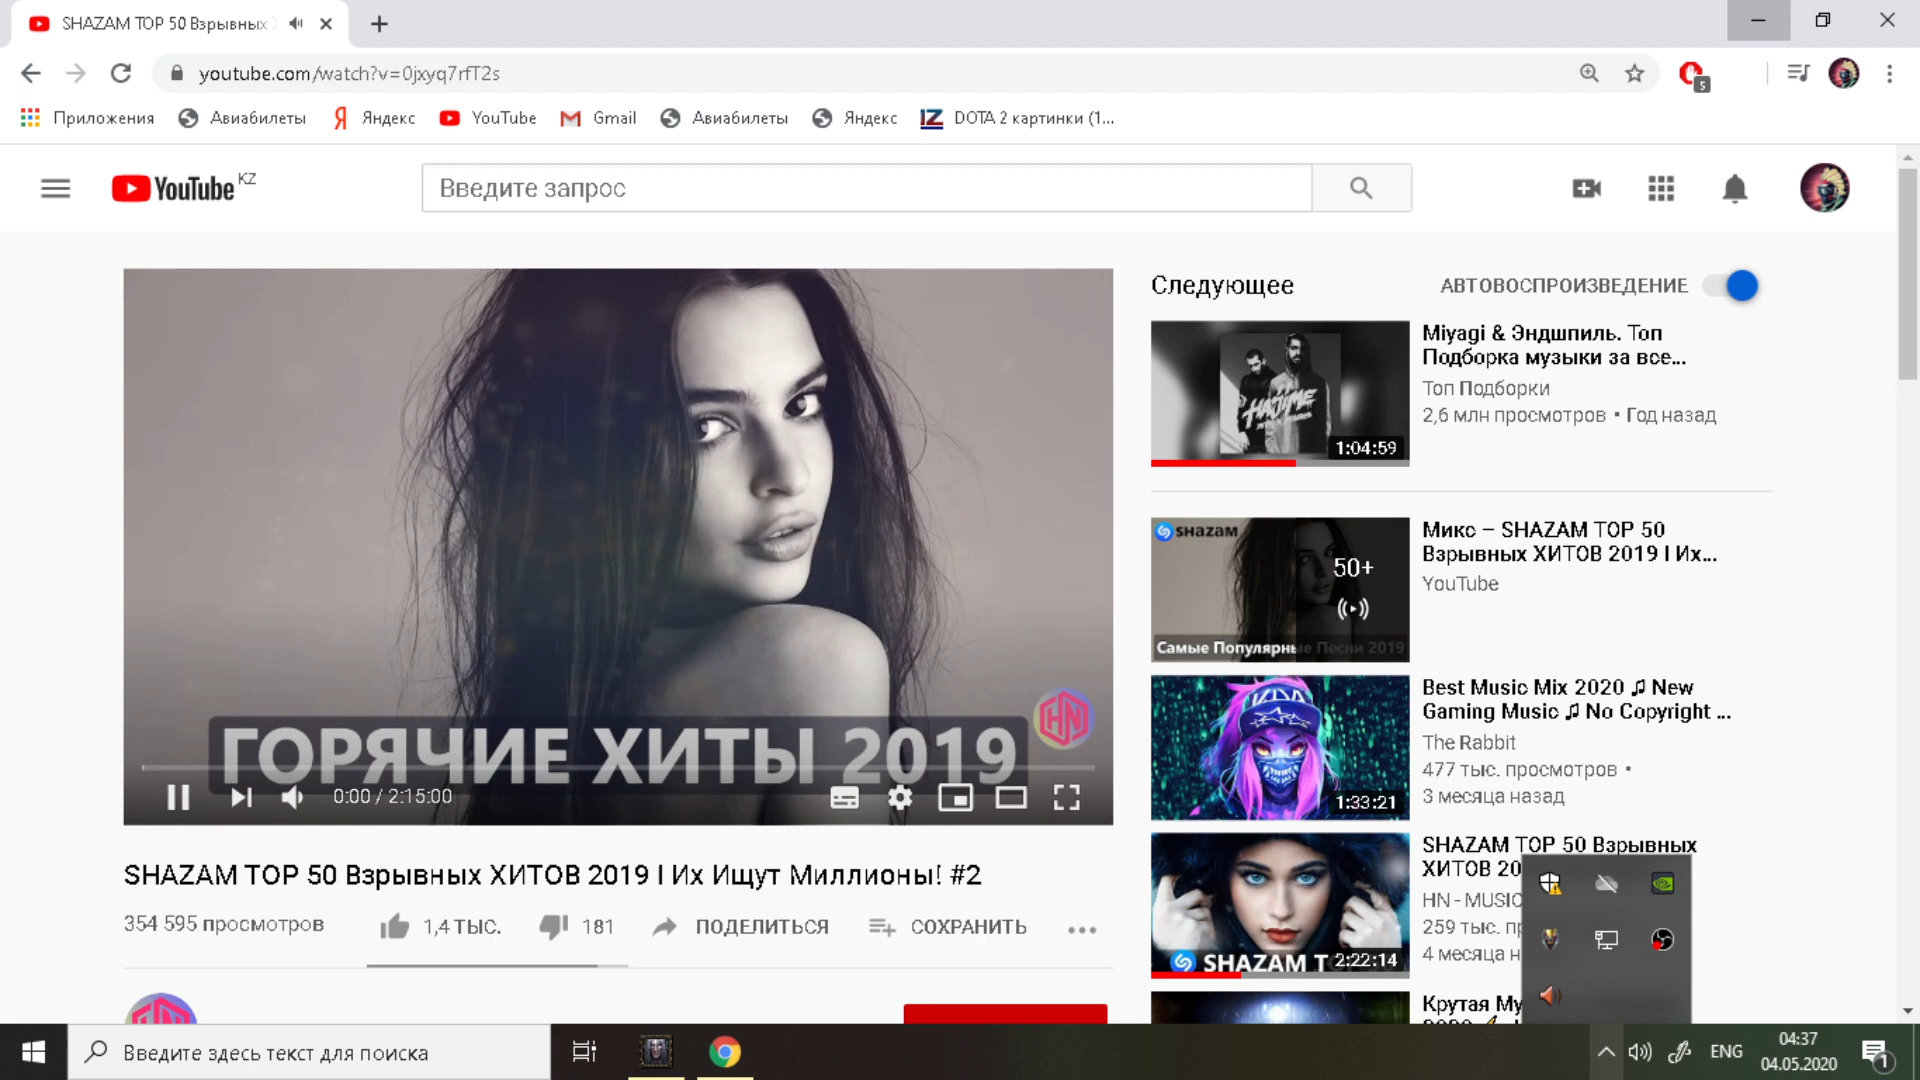 SHAZAM TOP 50 Взрывных
youtube.com/watch?v=0jxyq7rfT2s
5
Приложения Авиабилеты Яндекс YouTube Gmail Авиабилеты Яндекс DOTA 2 картинки (1...
YouTube KZ
Введите запрос
ГОРЯЧИЕ ХИТЫ 2019
HN
0:00 / 2:15:00
SHAZAM TOP 50 Взрывных ХИТОВ 2019 I Их Ищут Миллионы! #2
354 595 просмотров
1,4 ТЫС.
181
ПОДЕЛИТЬСЯ
СОХРАНИТЬ
Следующее
АВТОВОСПРОИЗВЕДЕНИЕ
HAJIME
1:04:59
Miyagi & Эндшпиль. Топ
Подборка музыки за все...
Топ Подборки
2,6 млн просмотров • Год назад
SHAZAM
50+
Самые Популярные Песни 2019
Микс – SHAZAM TOP 50
Взрывных ХИТОВ 2019 I Их...
YouTube
1:33:21
Best Music Mix 2020 ♫ New
Gaming Music ♫ No Copyright ...
The Rabbit
477 тыс. просмотров •
3 месяца назад
SHAZAM T
2:22:14
SHAZAM TOP 50 Взрывных
ХИТОВ 20
HN - MUSIC
259 тыс. п
4 месяца н
Крутая Му
Введите здесь текст для поиска
ENG
04:37
04.05.2020
1